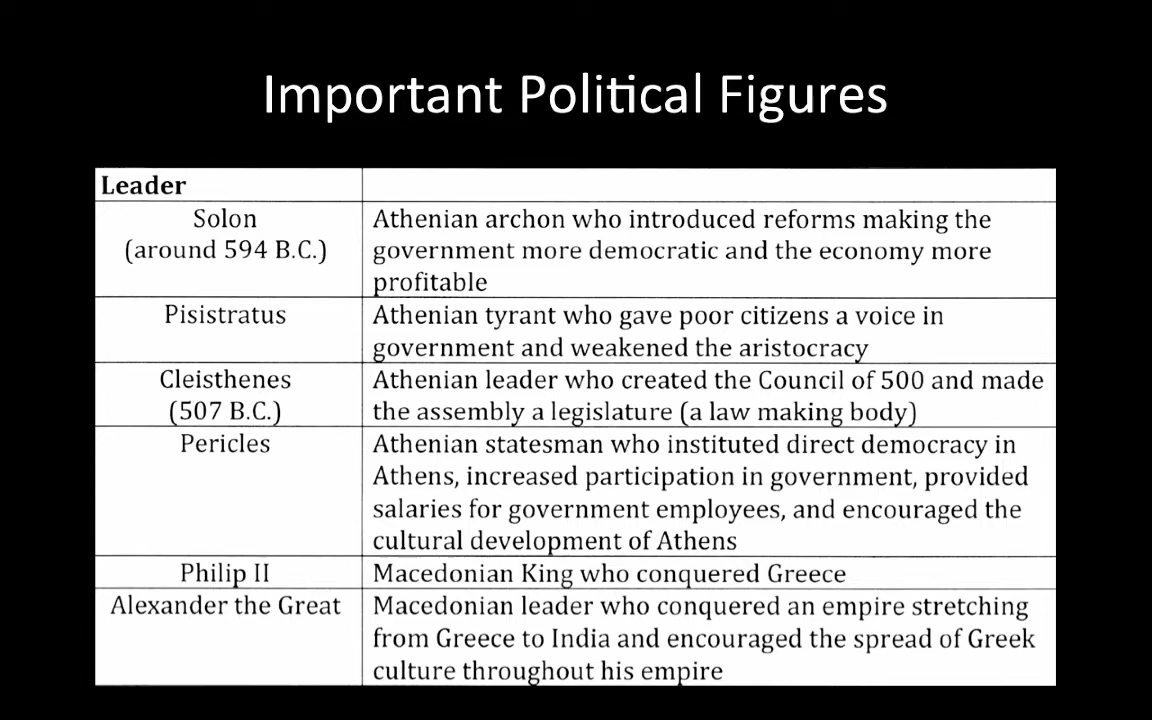 Important Political Figures
Leader
Solon
(around 594 B.C.)
Athenian archon who introduced reforms making the
government more democratic and the economy more
profitable
Pisistratus
Athenian tyrant who gave poor citizens a voice in
government and weakened the aristocracy
Cleisthenes
(507 B.C.)
Athenian leader who created the Council of 500 and made
the assembly a legislature (a law making body)
Pericles
Athenian statesman who instituted direct democracy in
Athens, increased participation in government, provided
salaries for government employees, and encouraged the
cultural development of Athens
Philip II
Macedonian King who conquered Greece
Alexander the Great
Macedonian leader who conquered an empire stretching
from Greece to India and encouraged the spread of Greek
culture throughout his empire